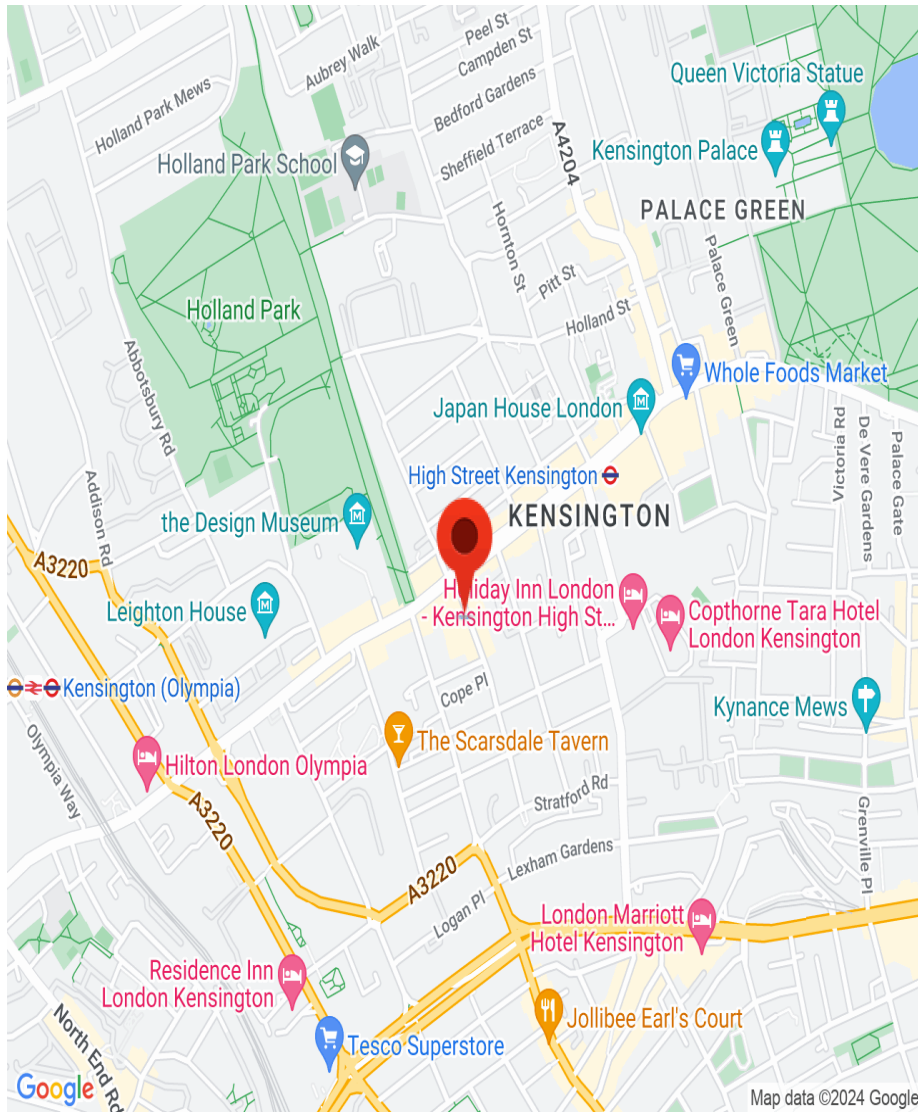 Peel St
Campden St
Aubrey Walk
Queen Victoria Statue
Holland Park Mews
Bedford Gardens
Sheffield Terrace
A4204
Kensington Palace
Holland Park School
PALACE GREEN
Hornton St
Palace Green
Pitt St
Holland St
Holland Park
Abbotsbury Rd
Whole Foods Market
Japan House London
Victoria Rd
De Vere Gardens
Palace Gate
High Street Kensington
Addison Rd
the Design Museum
KENSINGTON
A3220
Leighton House
Holiday Inn London
- Kensington High St...
Copthorne Tara Hotel
London Kensington
Kensington (Olympia)
Cope Pl
Kynance Mews
Olympia Way
The Scarsdale Tavern
Hilton London Olympia
Stratford Rd
A3220
Grenville Pl
Lexham Gardens
A3220
Logan Pl
London Marriott
Hotel Kensington
Residence Inn
London Kensington
North End Rd
Jollibee Earl's Court
Tesco Superstore
Google
Map data ©2024 Google